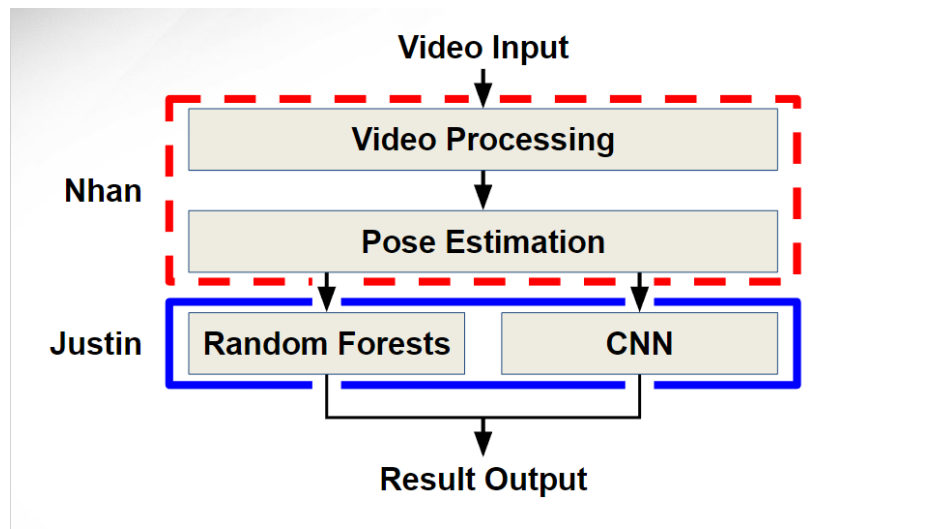 Video Input
Video Processing
Nhan
Pose Estimation
Justin
Random Forests
CNN
Result Output